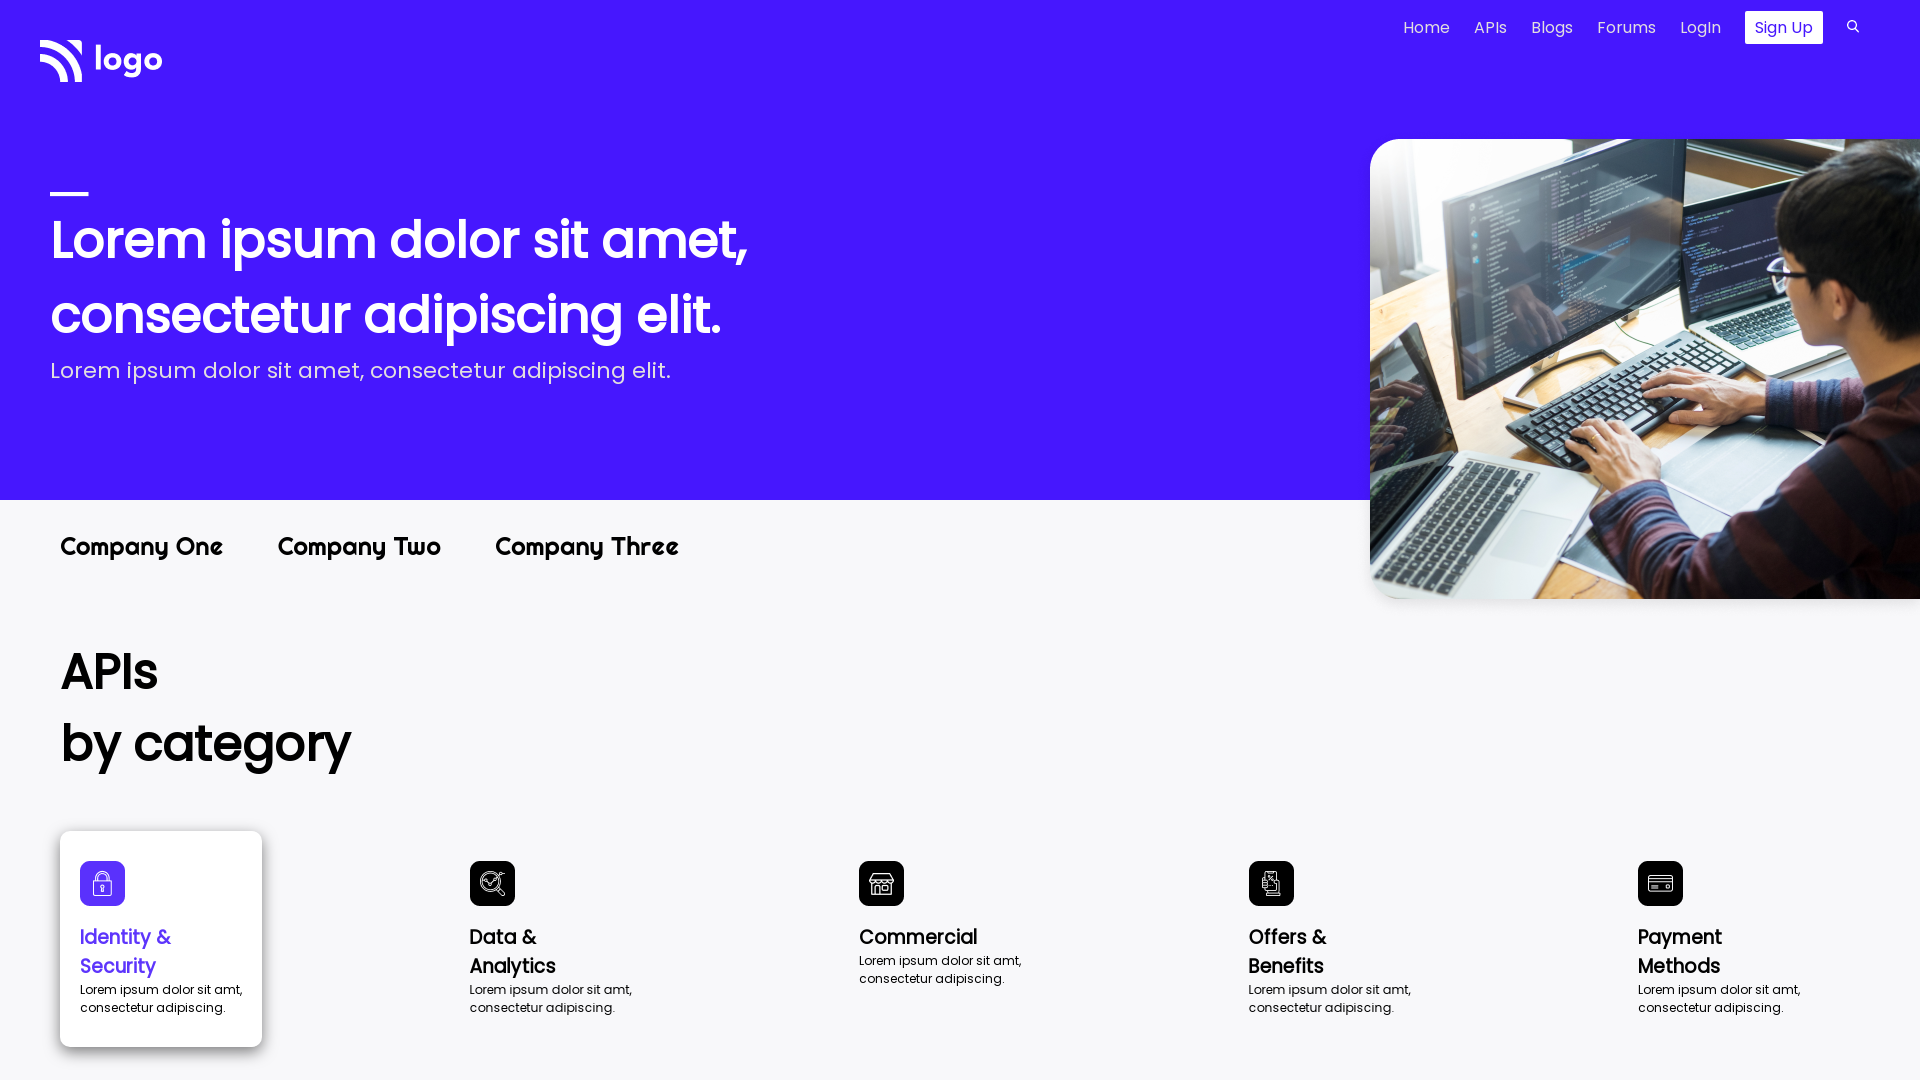 Home APIs Blogs Forums LogIn Sign Up
logo
Lorem ipsum dolor sit amet,
consectetur adipiscing elit.
Lorem ipsum dolor sit amet, consectetur adipiscing elit.
Company One Company Two Company Three
APIs
by category
Identity &
Security
Lorem ipsum dolor sit amt,
consectetur adipiscing.
Data &
Analytics
Lorem ipsum dolor sit amt,
consectetur adipiscing.
Commercial
Lorem ipsum dolor sit amt,
consectetur adipiscing.
Offers &
Benefits
Lorem ipsum dolor sit amt,
consectetur adipiscing.
Payment
Methods
Lorem ipsum dolor sit amt,
consectetur adipiscing.